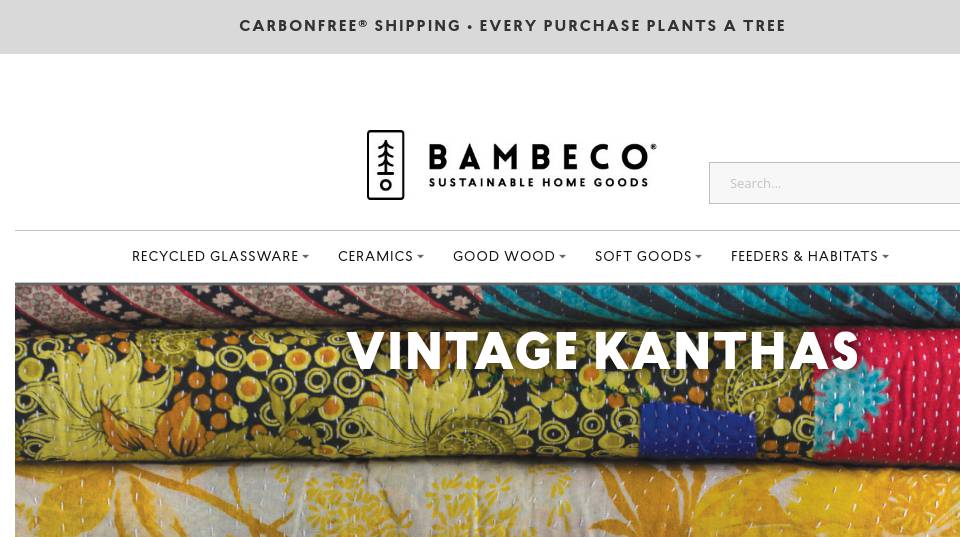 CARBONFREE® SHIPPING • EVERY PURCHASE PLANTS A TREE
BAMBECO®
SUSTAINABLE HOME GOODS
Search...
RECYCLED GLASSWARE CERAMICS GOOD WOOD SOFT GOODS FEEDERS & HABITATS
VINTAGE KANTHAS